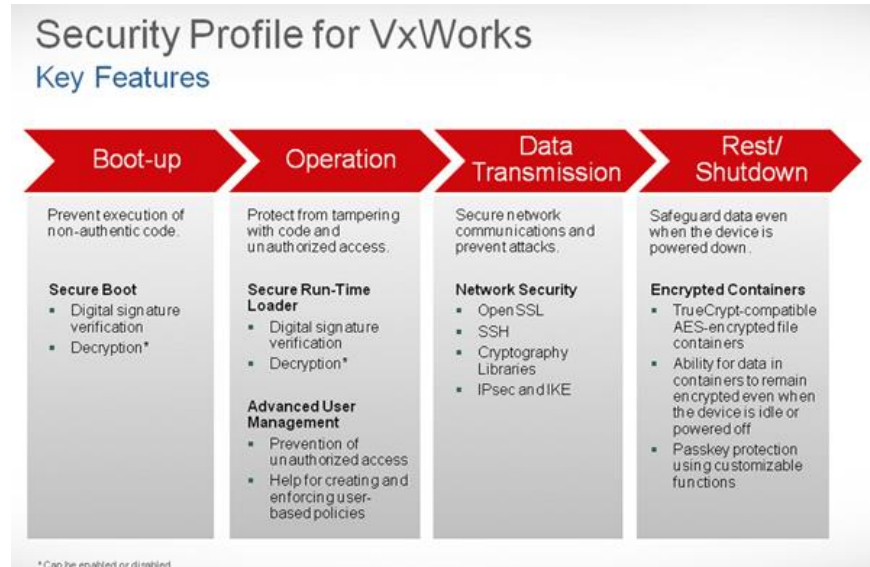 Security Profile for VxWorks
Key Features
Boot-up
Prevent execution of
non-authentic code.
Secure Boot
▪ Digital signature
verification
▪ Decryption*
Operation
Protect from tampering
with code and
unauthorized access.
Secure Run-Time
Loader
▪ Digital signature
verification
▪ Decryption*
Advanced User
Management
▪ Prevention of
unauthorized access
▪ Help for creating and
enforcing user-
based policies
Data
Transmission
Secure network
communications and
prevent attacks.
Network Security
▪ OpenSSL
▪ SSH
▪ Cryptography
Libraries
▪ IPsec and IKE
Rest/
Shutdown
Safeguard data even
when the device is
powered down.
Encrypted Containers
▪ TrueCrypt-compatible
AES-encrypted file
containers
▪ Ability for data in
containers to remain
encrypted even when
the device is idle or
powered off
▪ Passkey protection
using customizable
functions
*Can be enabled or disabled